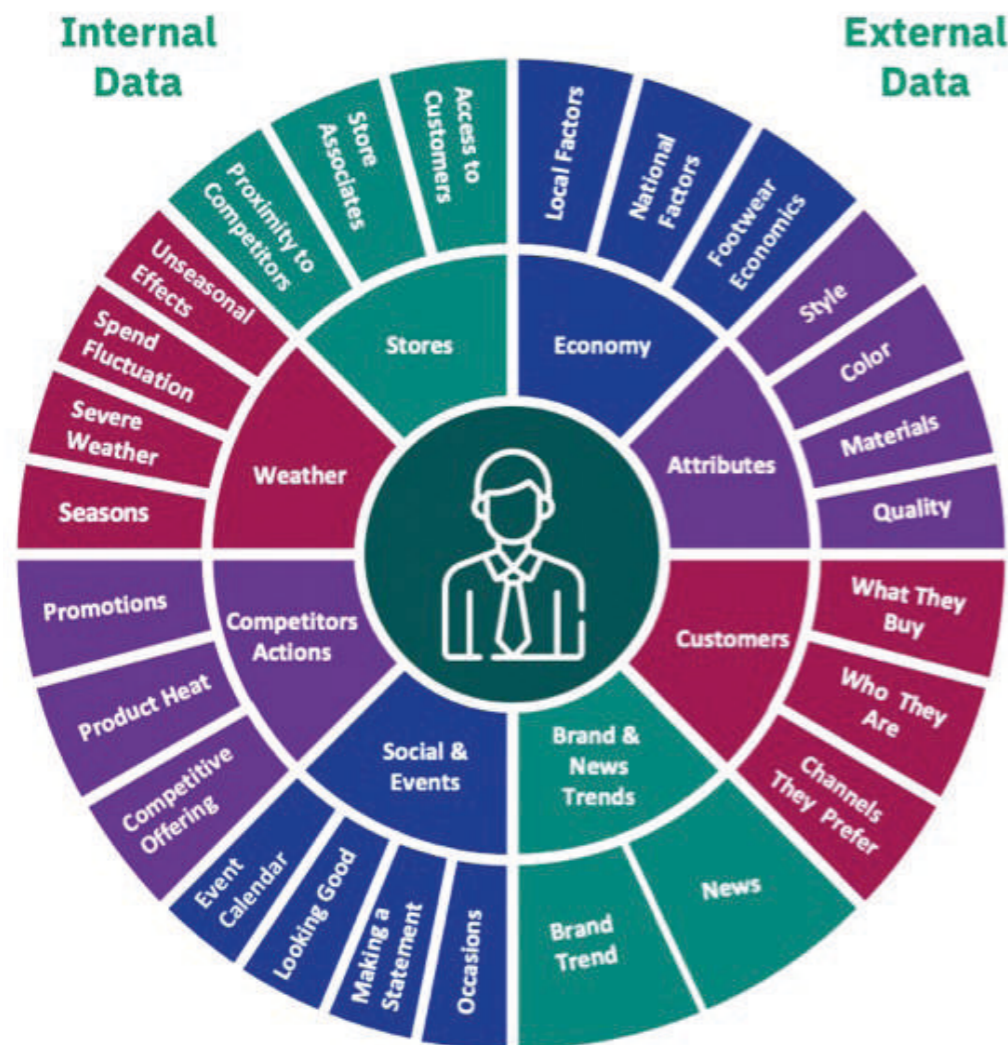 Internal
Data
External
Data
Access to
Customers
Store
Associates
Proximity to
Competitors
Stores
Local Factors
National
Factors
Footwear
Economics
Economy
Style
Color
Materials
Quality
Attributes
What They
Buy
Who They
Are
Channels
They Prefer
Customers
News
Brand
Trend
Brand &
News
Trends
Occasions
Making a
Statement
Looking Good
Event
Calendar
Social &
Events
Competitive
Offering
Product Heat
Promotions
Competitors
Actions
Seasons
Severe
Weather
Spend
Fluctuation
Unseasonal
Effects
Weather